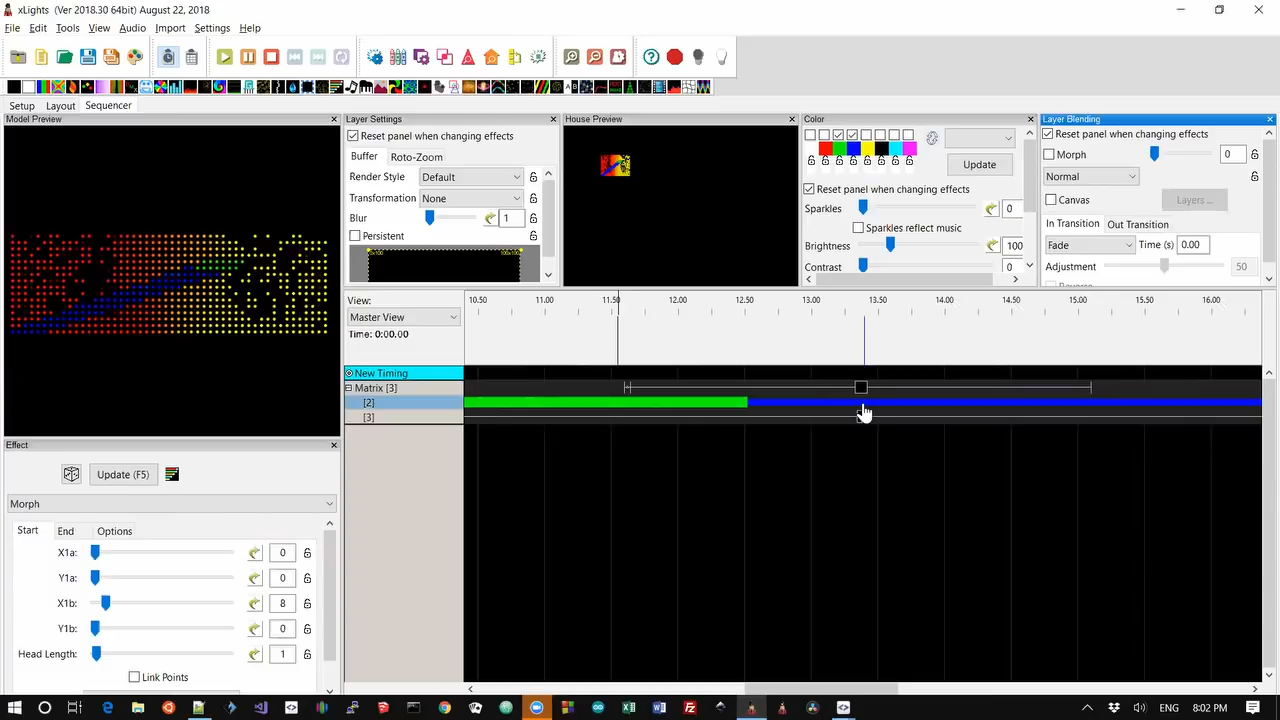 xLights (Ver 2018.30 64bit) August 22, 2018
File Edit Tools View Audio Import Settings Help
Setup Layout Sequencer
Model Preview
Layer Settings
Reset panel when changing effects
Buffer Roto-Zoom
Render Style Default
Transformation None
Blur 1
Persistent
House Preview
Color
Update
Reset panel when changing effects
Sparkles 0
Sparkles reflect music
Brightness 100
Contrast 0
Layer Blending
Reset panel when changing effects
Morph 0
Normal
Canvas Layers ...
In Transition Out Transition
Fade Time (s) 0.00
Adjustment 50
View:
Master View
Time: 0:00.00
10.50 11.00 11.50 12.00 12.50 13.00 13.50 14.00 14.50 15.00 15.50 16.00
New Timing
Matrix [3]
[2]
[3]
Effect
Update (F5)
Morph
Start End Options
X1a: 0
Y1a: 0
X1b: 8
Y1b: 0
Head Length: 1
Link Points
ENG 8:02 PM